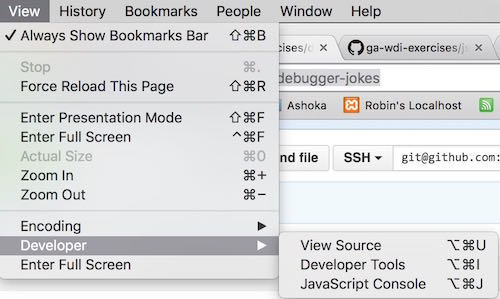 View History Bookmarks People Window Help
✓ Always Show Bookmarks Bar ⇧⌘B
Stop ⌘.
Force Reload This Page ⇧⌘R
Enter Presentation Mode ⇧⌘F
Enter Full Screen ^⌘F
Actual Size ⌘0
Zoom In ⌘+
Zoom Out ⌘−
Encoding ▶
Developer ▶
Enter Full Screen
View Source ⌥⌘U
Developer Tools ⌥⌘I
JavaScript Console ⌥⌘J
ga-wdi-exercises/js
debugger-jokes
Ashoka Robin's Localhost
nd file SSH git@github.com: